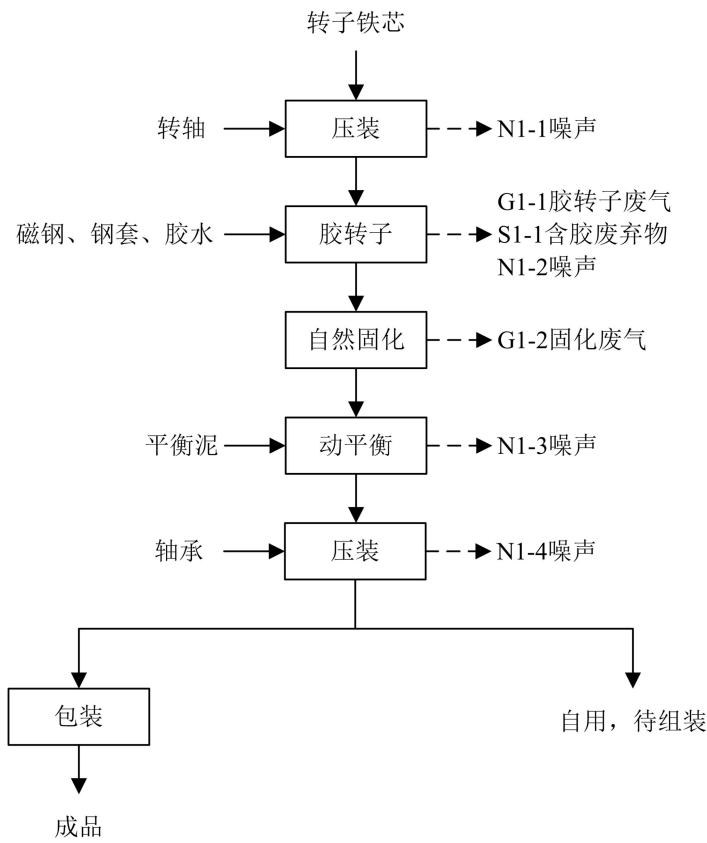 转子铁芯
转轴
压装
N1-1噪声
磁钢、钢套、胶水
胶转子
G1-1胶转子废气
S1-1含胶废弃物
N1-2噪声
自然固化
G1-2固化废气
平衡泥
动平衡
N1-3噪声
轴承
压装
N1-4噪声
包装
自用，待组装
成品